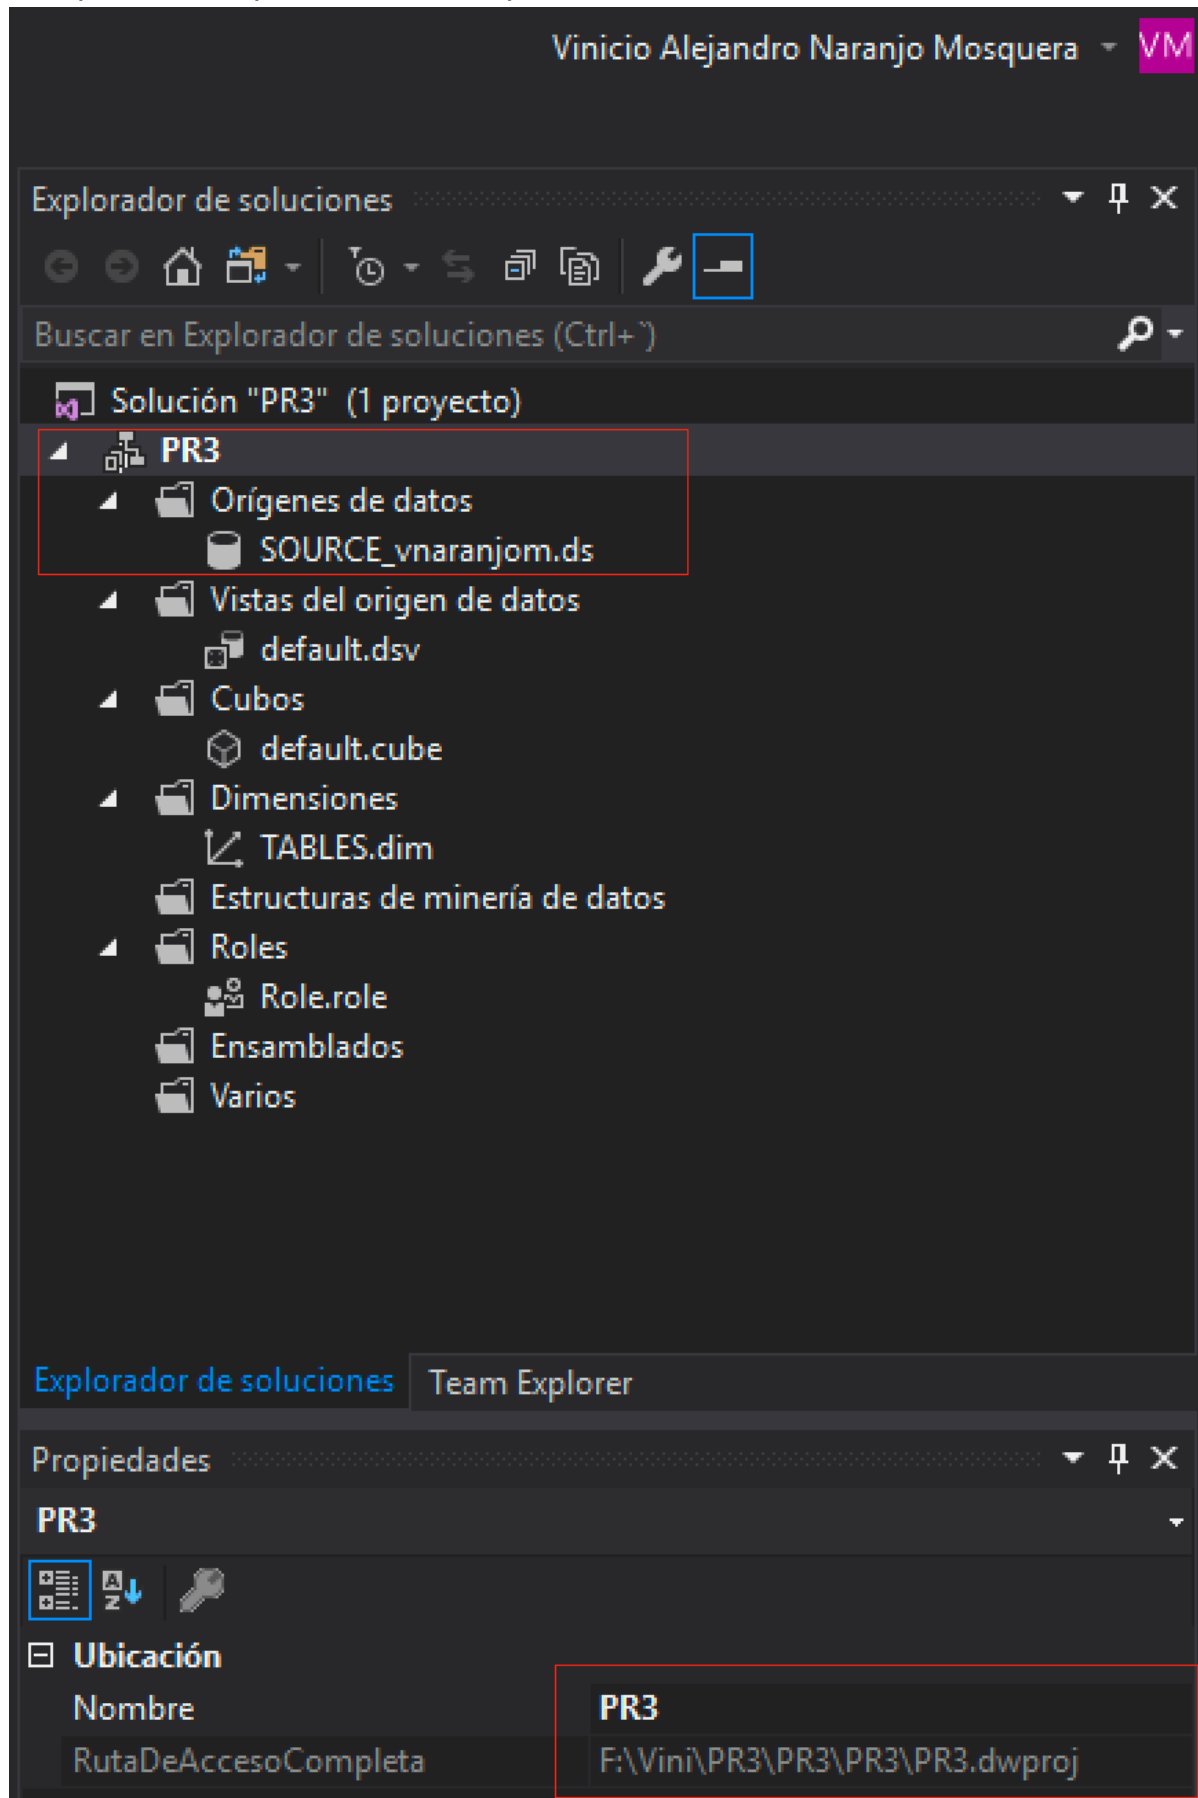 Vinicio Alejandro Naranjo Mosquera VM
Explorador de soluciones
Buscar en Explorador de soluciones (Ctrl+`)
Solución "PR3" (1 proyecto)
PR3
Orígenes de datos
SOURCE_vnaranjom.ds
Vistas del origen de datos
default.dsv
Cubos
default.cube
Dimensiones
TABLES.dim
Estructuras de minería de datos
Roles
Role.role
Ensamblados
Varios
Explorador de soluciones Team Explorer
Propiedades
PR3
Ubicación
Nombre PR3
RutaDeAccesoCompleta F:\Vini\PR3\PR3\PR3\PR3.dwproj